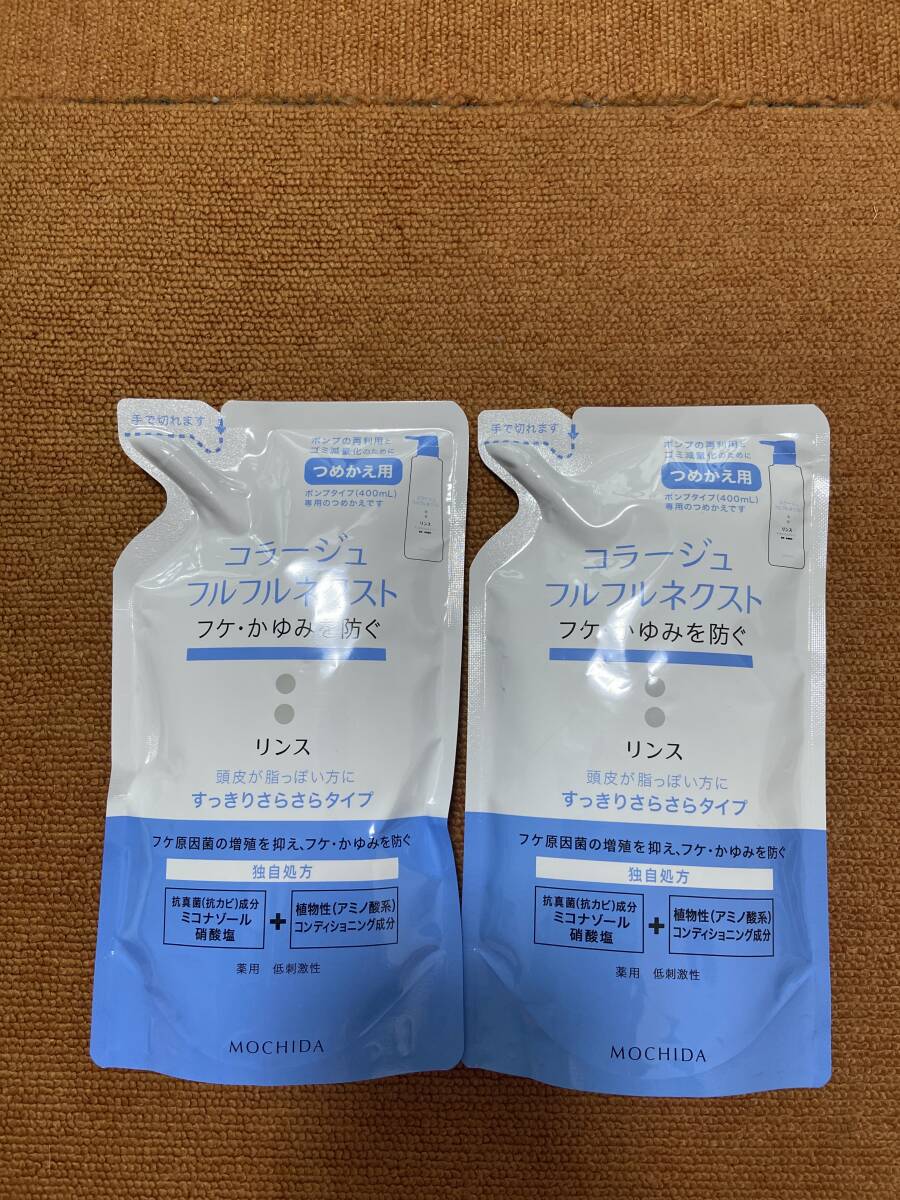 手で切れます
ポンプの再利用と
ゴミ減量化のために
つめかえ用
ポンプタイプ(400mL)
専用のつめかえです
リンス
コラージュ
フルフルネクスト
フケ・かゆみを防ぐ
リンス
頭皮が脂っぽい方に
すっきりさらさらタイプ
フケ原因菌の増殖を抑え、フケ・かゆみを防ぐ
独自処方
抗真菌(抗カビ)成分
ミコナゾール
硝酸塩
+
植物性(アミノ酸系)
コンディショニング成分
薬用 低刺激性
MOCHIDA
手で切れます
ポンプの再利用と
ゴミ減量化のために
つめかえ用
ポンプタイプ(400mL)
専用のつめかえです
リンス
コラージュ
フルフルネクスト
フケ・かゆみを防ぐ
リンス
頭皮が脂っぽい方に
すっきりさらさらタイプ
フケ原因菌の増殖を抑え、フケ・かゆみを防ぐ
独自処方
抗真菌(抗カビ)成分
ミコナゾール
硝酸塩
+
植物性(アミノ酸系)
コンディショニング成分
薬用 低刺激性
MOCHIDA